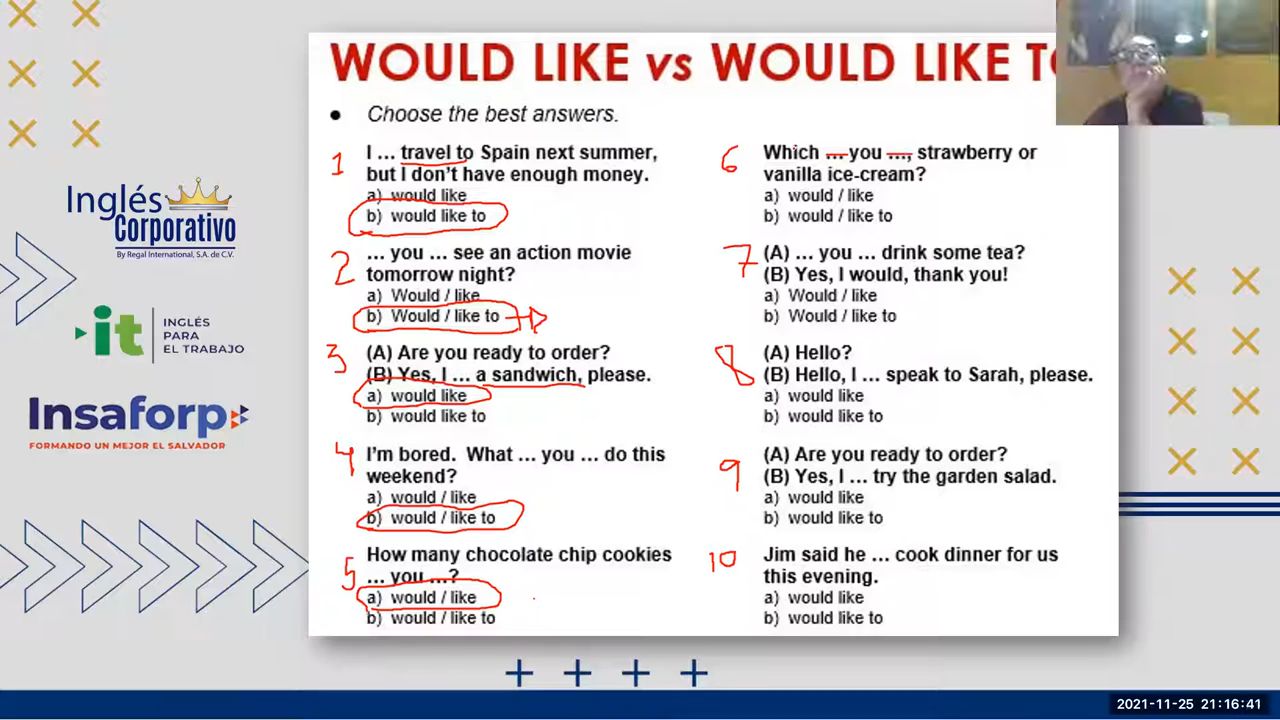 WOULD LIKE vs WOULD LIKE TO
● Choose the best answers.
1 I ... travel to Spain next summer,
but I don't have enough money.
a) would like
b) would like to
2 ... you ... see an action movie
tomorrow night?
a) Would / like
b) Would / like to
3 (A) Are you ready to order?
(B) Yes, I ... a sandwich, please.
a) would like
b) would like to
4 I'm bored. What ... you ... do this
weekend?
a) would / like
b) would / like to
5 How many chocolate chip cookies
... you ...?
a) would / like
b) would / like to
6 Which ... you ..., strawberry or
vanilla ice-cream?
a) would / like
b) would / like to
7 (A) ... you ... drink some tea?
(B) Yes, I would, thank you!
a) Would / like
b) Would / like to
8 (A) Hello?
(B) Hello, I ... speak to Sarah, please.
a) would like
b) would like to
9 (A) Are you ready to order?
(B) Yes, I ... try the garden salad.
a) would like
b) would like to
10 Jim said he ... cook dinner for us
this evening.
a) would like
b) would like to
Inglés
Corporativo
By Regal International, S.A. de C.V.
it
INGLÉS
PARA
EL TRABAJO
Insaforp
FORMANDO UN MEJOR EL SALVADOR
2021-11-25 21:16:41